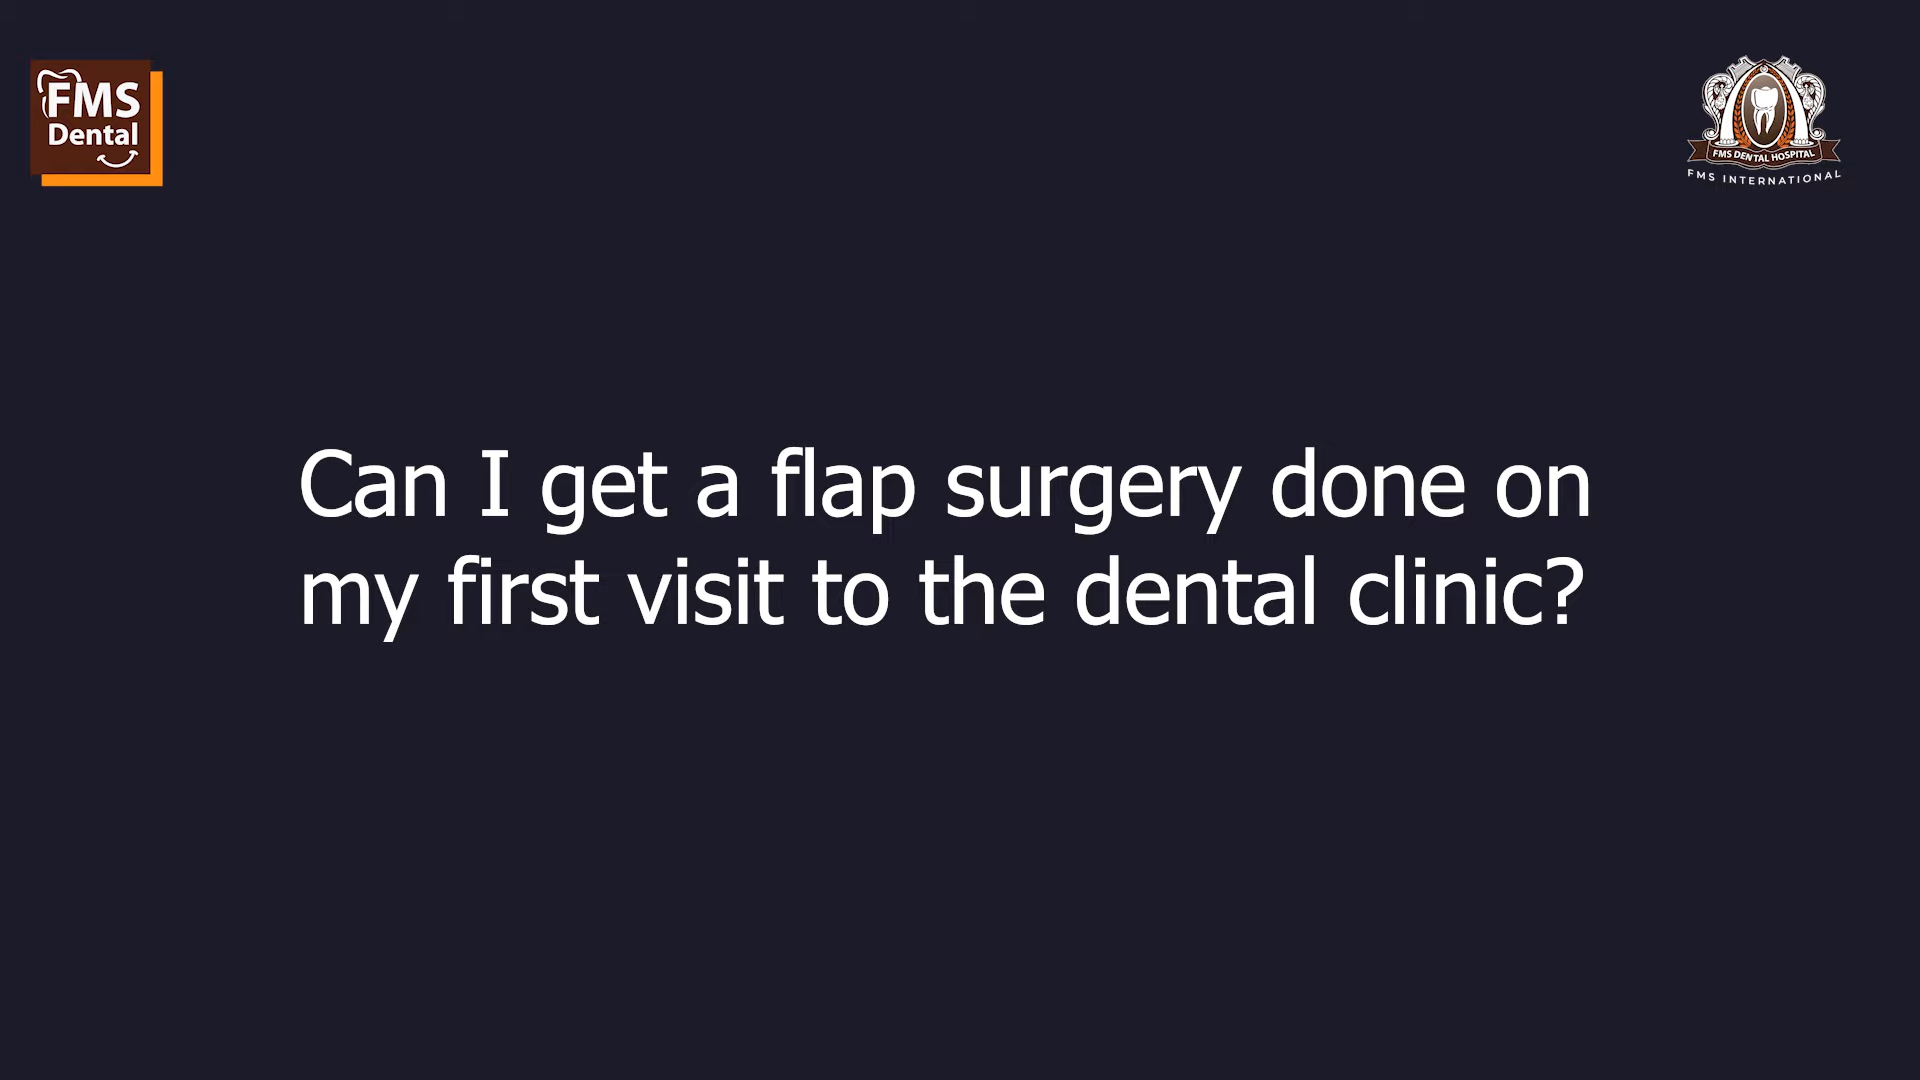 FMS
Dental
FMS DENTAL HOSPITAL
FMS INTERNATIONAL
Can I get a flap surgery done on
my first visit to the dental clinic?